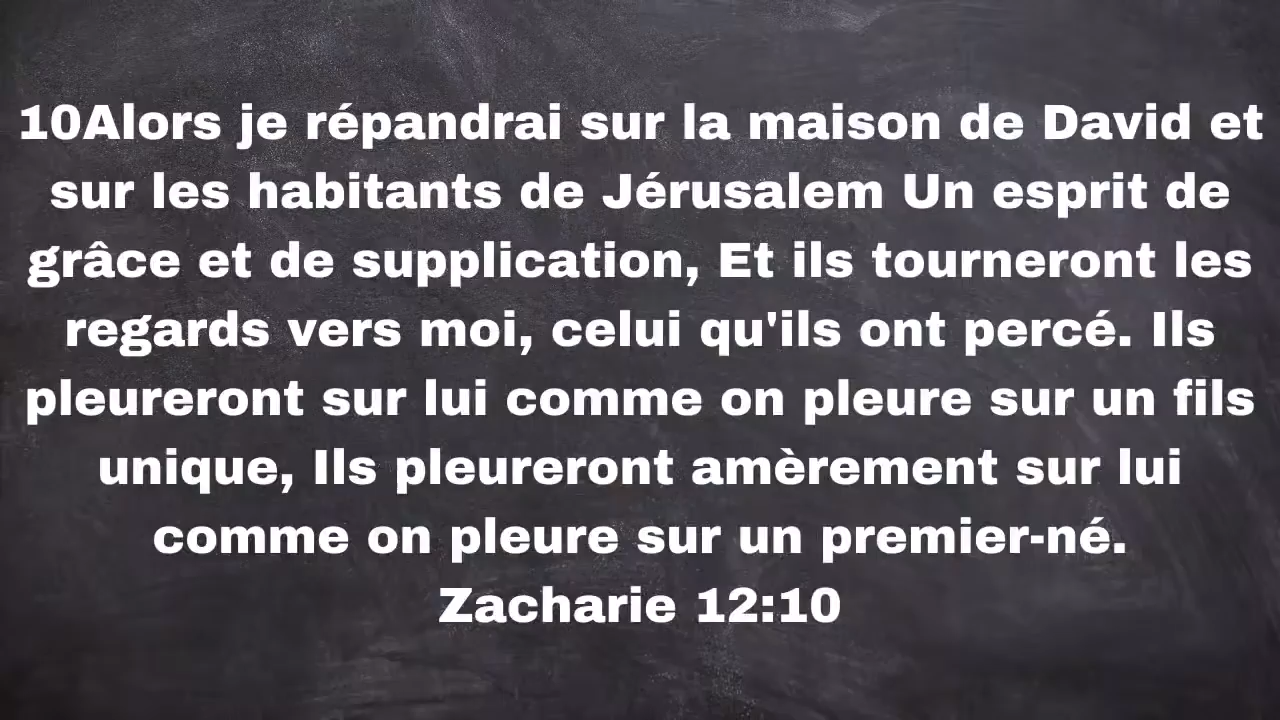 10Alors je répandrai sur la maison de David et
sur les habitants de Jérusalem Un esprit de
grâce et de supplication, Et ils tourneront les
regards vers moi, celui qu'ils ont percé. Ils
pleureront sur lui comme on pleure sur un fils
unique, Ils pleureront amèrement sur lui
comme on pleure sur un premier-né.
Zacharie 12:10